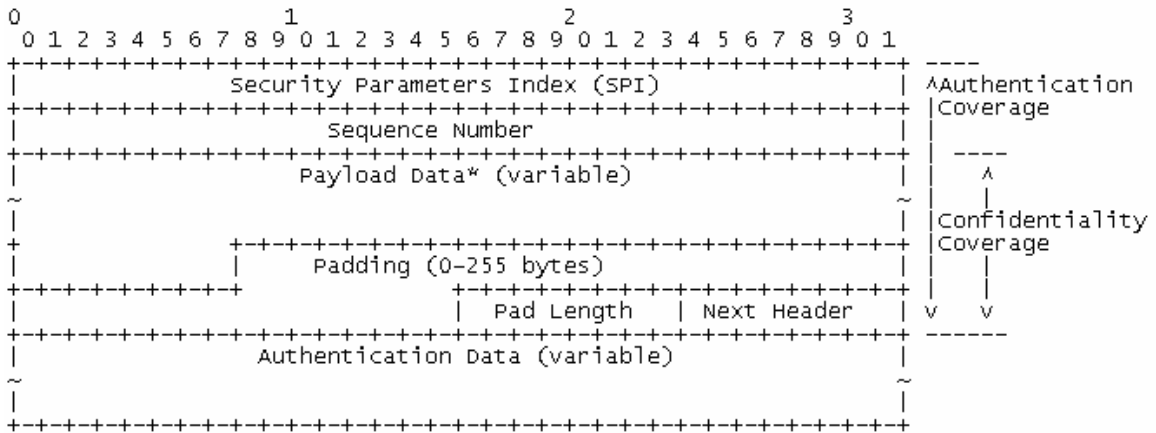 0                   1                   2                   3
 0 1 2 3 4 5 6 7 8 9 0 1 2 3 4 5 6 7 8 9 0 1 2 3 4 5 6 7 8 9 0 1
+-+-+-+-+-+-+-+-+-+-+-+-+-+-+-+-+-+-+-+-+-+-+-+-+-+-+-+-+-+-+-+-+ ----
|               Security Parameters Index (SPI)                 | ^Authentication
+-+-+-+-+-+-+-+-+-+-+-+-+-+-+-+-+-+-+-+-+-+-+-+-+-+-+-+-+-+-+-+-+ |Coverage
|                      Sequence Number                          | |
+-+-+-+-+-+-+-+-+-+-+-+-+-+-+-+-+-+-+-+-+-+-+-+-+-+-+-+-+-+-+-+-+ | ----
|                    Payload Data* (variable)                   | |   ^
~                                                               ~ |   |
|                                                               | |Confidentiality
+               +-+-+-+-+-+-+-+-+-+-+-+-+-+-+-+-+-+-+-+-+-+-+-+-+ |Coverage
|               |     Padding (0-255 bytes)                     | |   |
+-+-+-+-+-+-+-+-+               +-+-+-+-+-+-+-+-+-+-+-+-+-+-+-+-+ |   |
|                               |  Pad Length   | Next Header   | v   v
+-+-+-+-+-+-+-+-+-+-+-+-+-+-+-+-+-+-+-+-+-+-+-+-+-+-+-+-+-+-+-+-+ ------
|                 Authentication Data (variable)                |
~                                                               ~
|                                                               |
+-+-+-+-+-+-+-+-+-+-+-+-+-+-+-+-+-+-+-+-+-+-+-+-+-+-+-+-+-+-+-+-+